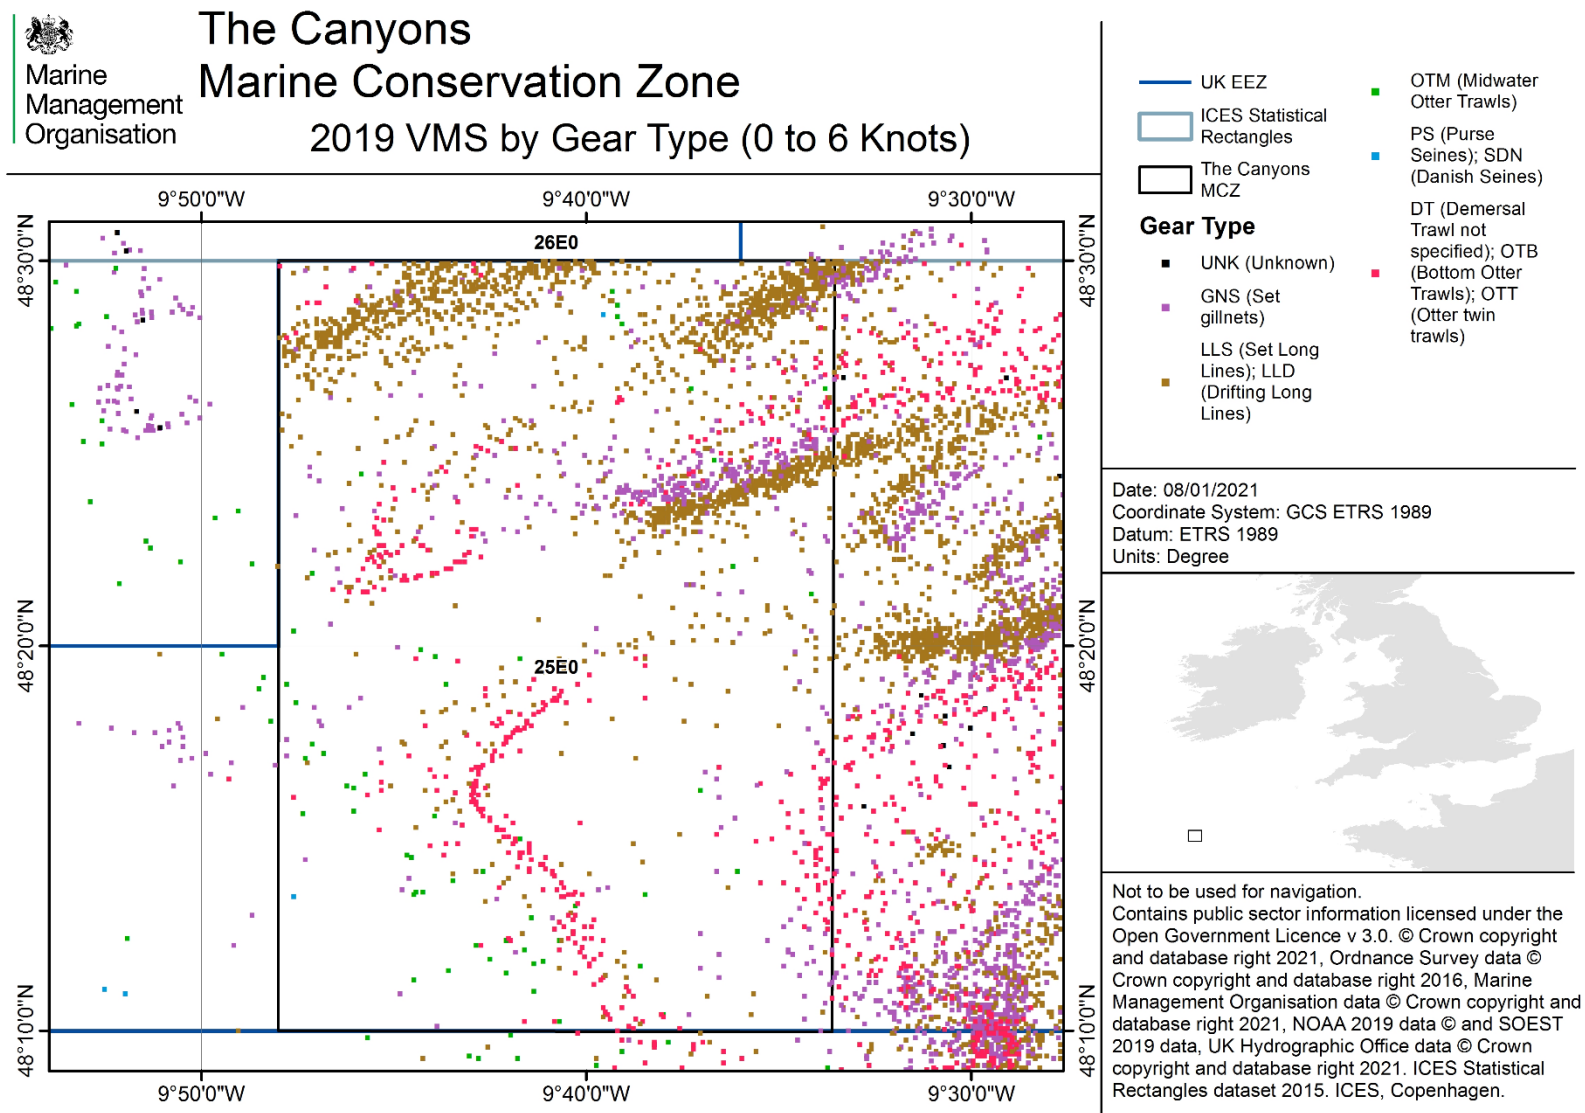 Marine
Management
Organisation
The Canyons
Marine Conservation Zone
2019 VMS by Gear Type (0 to 6 Knots)
9°50'0"W
9°40'0"W
9°30'0"W
48°30'0"N
48°20'0"N
48°10'0"N
26E0
25E0
48°30'0"N
48°20'0"N
48°10'0"N
9°50'0"W
9°40'0"W
9°30'0"W
UK EEZ
ICES Statistical
Rectangles
The Canyons
MCZ
Gear Type
UNK (Unknown)
GNS (Set
gillnets)
LLS (Set Long
Lines); LLD
(Drifting Long
Lines)
OTM (Midwater
Otter Trawls)
PS (Purse
Seines); SDN
(Danish Seines)
DT (Demersal
Trawl not
specified); OTB
(Bottom Otter
Trawls); OTT
(Otter twin
trawls)
Date: 08/01/2021
Coordinate System: GCS ETRS 1989
Datum: ETRS 1989
Units: Degree
Not to be used for navigation.
Contains public sector information licensed under the
Open Government Licence v 3.0. © Crown copyright
and database right 2021, Ordnance Survey data ©
Crown copyright and database right 2016, Marine
Management Organisation data © Crown copyright and
database right 2021, NOAA 2019 data © and SOEST
2019 data, UK Hydrographic Office data © Crown
copyright and database right 2021. ICES Statistical
Rectangles dataset 2015. ICES, Copenhagen.